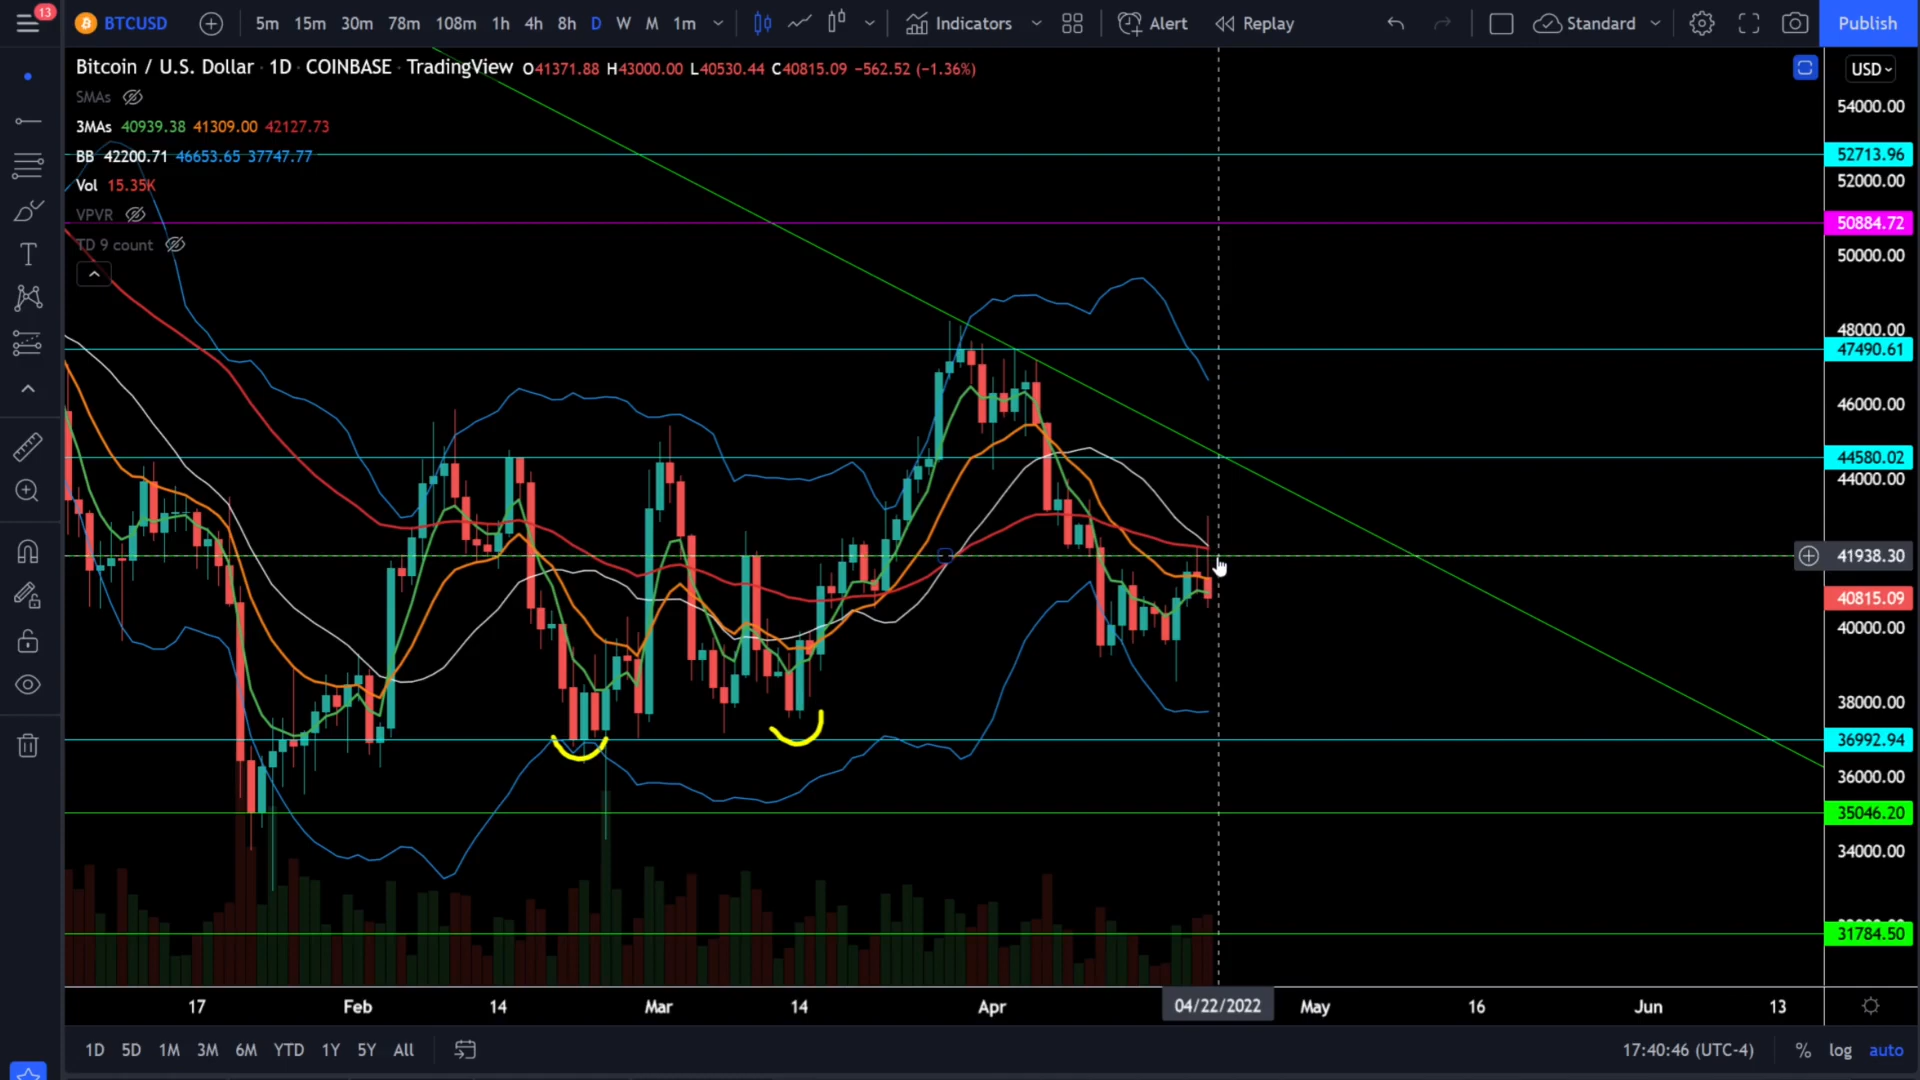 13
BTCUSD
5m 15m 30m 78m 108m 1h 4h 8h D W M 1m
Indicators
Alert
Replay
Standard
Publish
Bitcoin / U.S. Dollar · 1D · COINBASE · TradingView O41371.88 H43000.00 L40530.44 C40815.09 −562.52 (−1.36%)
USD
SMAs
3MAs 40939.38 41309.00 42127.73
BB 42200.71 46653.65 37747.77
Vol 15.35K
VPVR
TD 9 count
54000.00
52713.96
52000.00
50884.72
50000.00
48000.00
47490.61
46000.00
44580.02
44000.00
41938.30
40815.09
40000.00
38000.00
36992.94
36000.00
35046.20
34000.00
31784.50
17 Feb 14 Mar 14 Apr 04/22/2022 May 16 Jun 13
1D 5D 1M 3M 6M YTD 1Y 5Y All
17:40:46 (UTC-4) % log auto